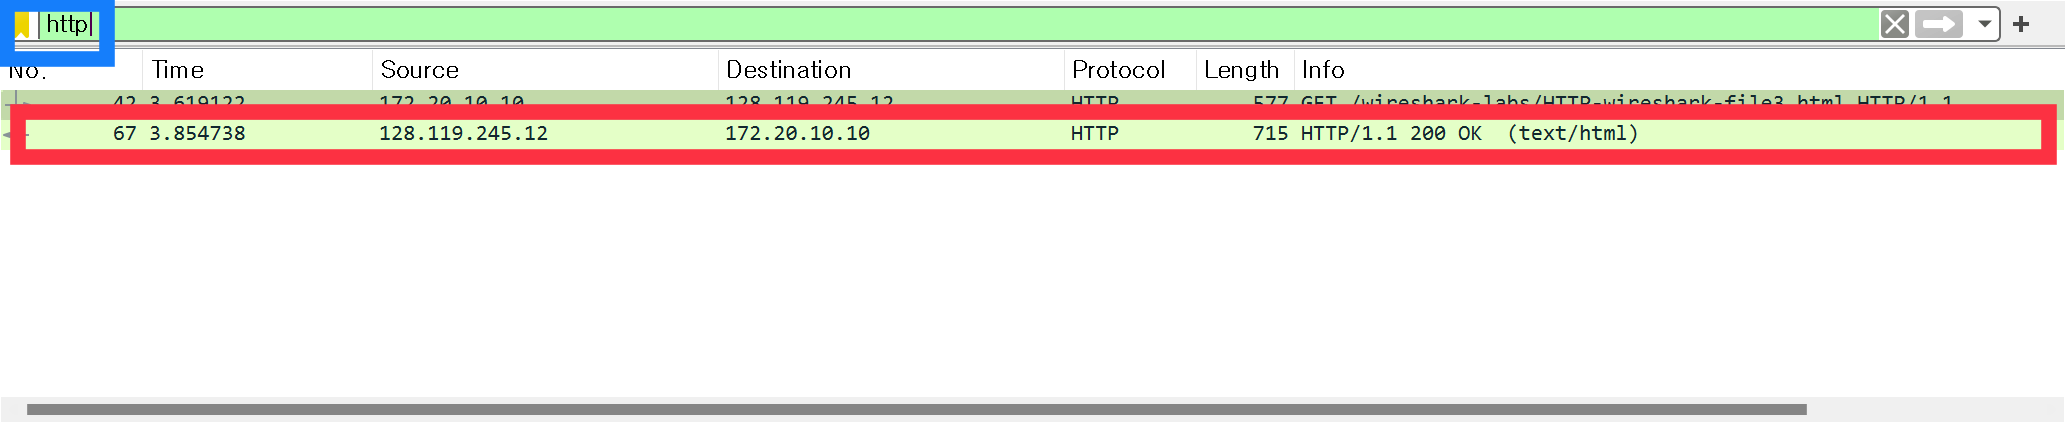 http
No. Time Source Destination Protocol Length Info
42 3.619122 172.20.10.10 128.119.245.12 HTTP 577 GET /wireshark-labs/HTTP-wireshark-file3.html HTTP/1.1
67 3.854738 128.119.245.12 172.20.10.10 HTTP 715 HTTP/1.1 200 OK (text/html)